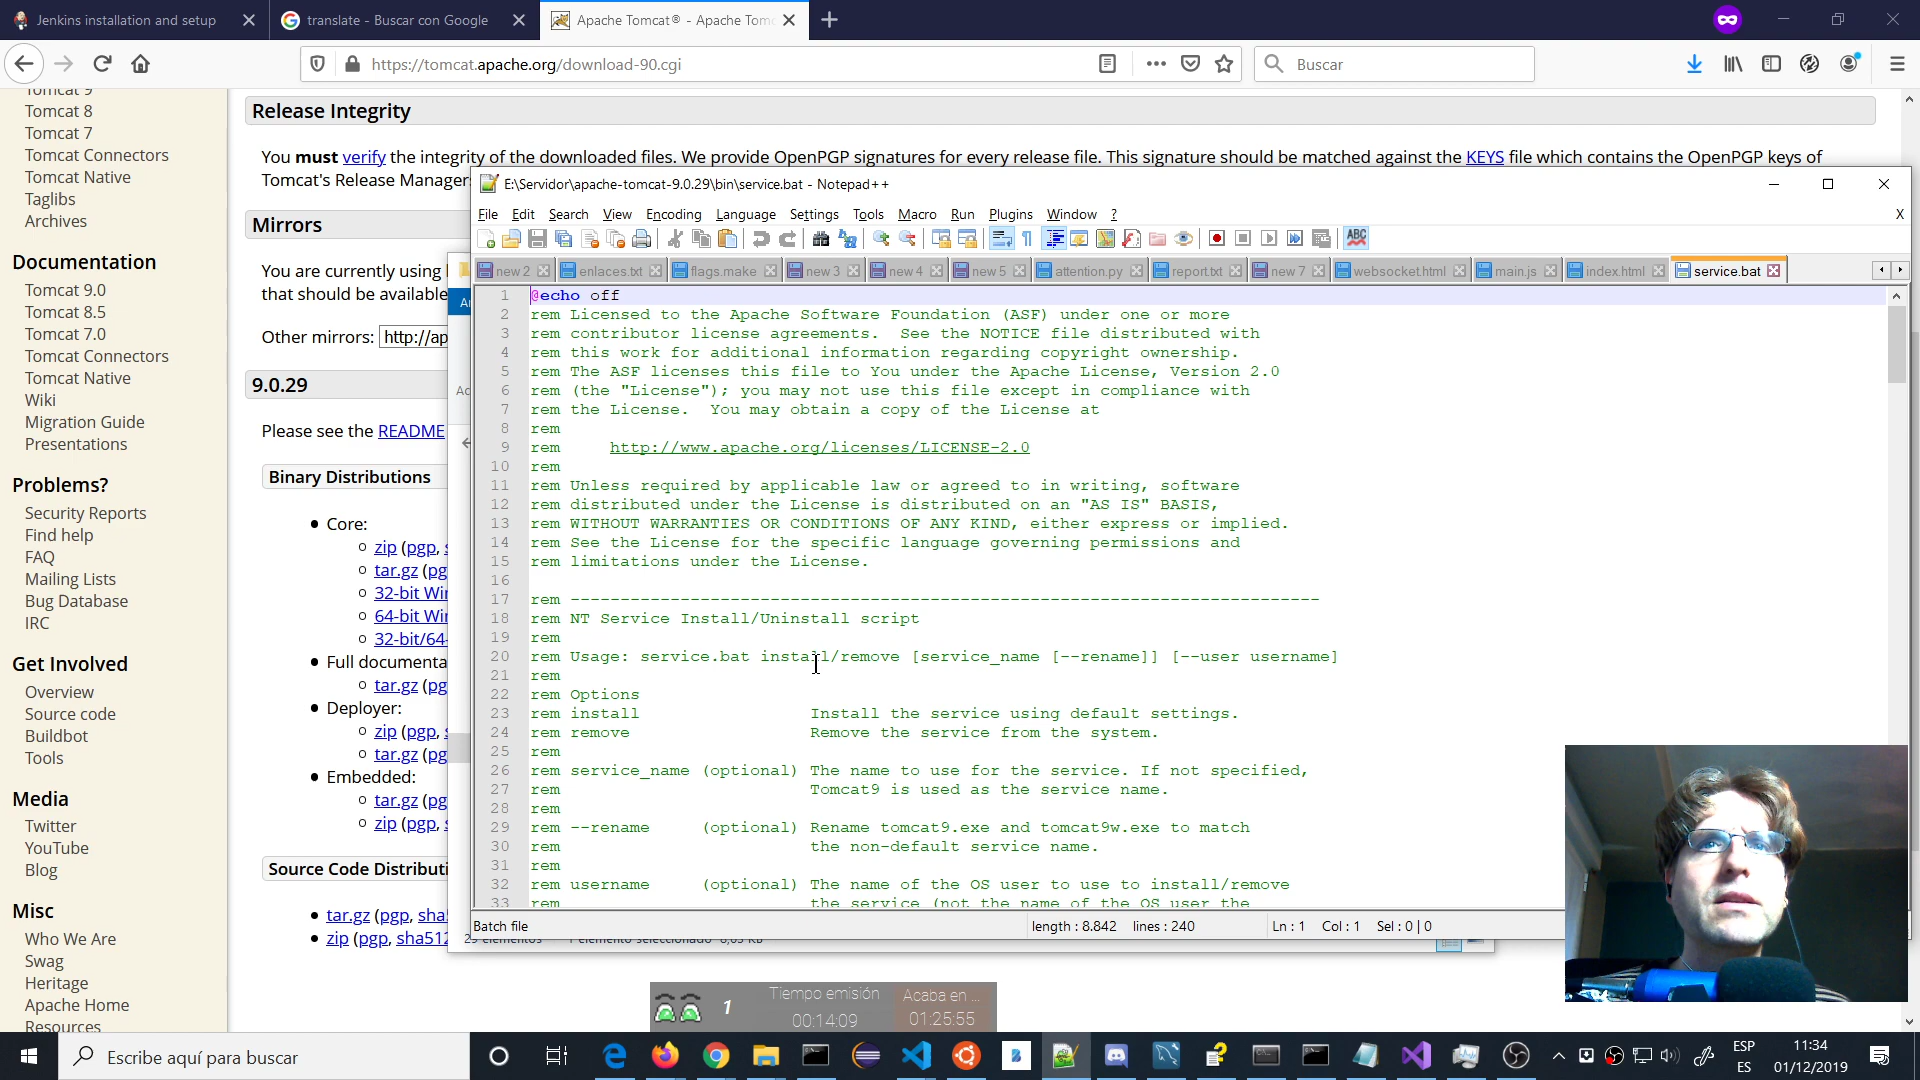 Jenkins installation and setup
translate - Buscar con Google
Apache Tomcat® - Apache Tomc
https://tomcat.apache.org/download-90.cgi
Buscar
Tomcat 9
Tomcat 8
Tomcat 7
Tomcat Connectors
Tomcat Native
Taglibs
Archives
Documentation
Tomcat 9.0
Tomcat 8.5
Tomcat 7.0
Tomcat Connectors
Tomcat Native
Wiki
Migration Guide
Presentations
Problems?
Security Reports
Find help
FAQ
Mailing Lists
Bug Database
IRC
Get Involved
Overview
Source code
Buildbot
Tools
Media
Twitter
YouTube
Blog
Misc
Who We Are
Swag
Heritage
Apache Home
Resources
Release Integrity
You must verify the integrity of the downloaded files. We provide OpenPGP signatures for every release file. This signature should be matched against the KEYS file which contains the OpenPGP keys of
Tomcat's Release Manager
Mirrors
You are currently using
that should be available
Other mirrors: http://ap
9.0.29
Please see the README
Binary Distributions
Core:
zip (pgp, s
tar.gz (pg
32-bit Wi
64-bit Wi
32-bit/64-
Full documenta
tar.gz (pg
Deployer:
zip (pgp, s
tar.gz (pg
Embedded:
tar.gz (pg
zip (pgp, s
Source Code Distributi
tar.gz (pgp, sha
zip (pgp, sha512
E:\Servidor\apache-tomcat-9.0.29\bin\service.bat - Notepad++
File Edit Search View Encoding Language Settings Tools Macro Run Plugins Window ? X
new 2 enlaces.txt flags.make new 3 new 4 new 5 attention.py report.txt new 7 websocket.html main.js index.html service.bat
1 @echo off
2 rem Licensed to the Apache Software Foundation (ASF) under one or more
3 rem contributor license agreements.  See the NOTICE file distributed with
4 rem this work for additional information regarding copyright ownership.
5 rem The ASF licenses this file to You under the Apache License, Version 2.0
6 rem (the "License"); you may not use this file except in compliance with
7 rem the License.  You may obtain a copy of the License at
8 rem
9 rem     http://www.apache.org/licenses/LICENSE-2.0
10 rem
11 rem Unless required by applicable law or agreed to in writing, software
12 rem distributed under the License is distributed on an "AS IS" BASIS,
13 rem WITHOUT WARRANTIES OR CONDITIONS OF ANY KIND, either express or implied.
14 rem See the License for the specific language governing permissions and
15 rem limitations under the License.
16
17 rem ---------------------------------------------------------------------------
18 rem NT Service Install/Uninstall script
19 rem
20 rem Usage: service.bat install/remove [service_name [--rename]] [--user username]
21 rem
22 rem Options
23 rem install                 Install the service using default settings.
24 rem remove                  Remove the service from the system.
25 rem
26 rem service_name (optional) The name to use for the service. If not specified,
27 rem                         Tomcat9 is used as the service name.
28 rem
29 rem --rename     (optional) Rename tomcat9.exe and tomcat9w.exe to match
30 rem                         the non-default service name.
31 rem
32 rem username     (optional) The name of the OS user to use to install/remove
33 rem                         the service (not the name of the OS user the
Batch file length : 8.842 lines : 240 Ln : 1 Col : 1 Sel : 0 | 0
1 elemento seleccionado
1
Tiempo emisión
00:14:09
Acaba en ...
01:25:55
Escribe aquí para buscar
ESP
ES
11:34
01/12/2019